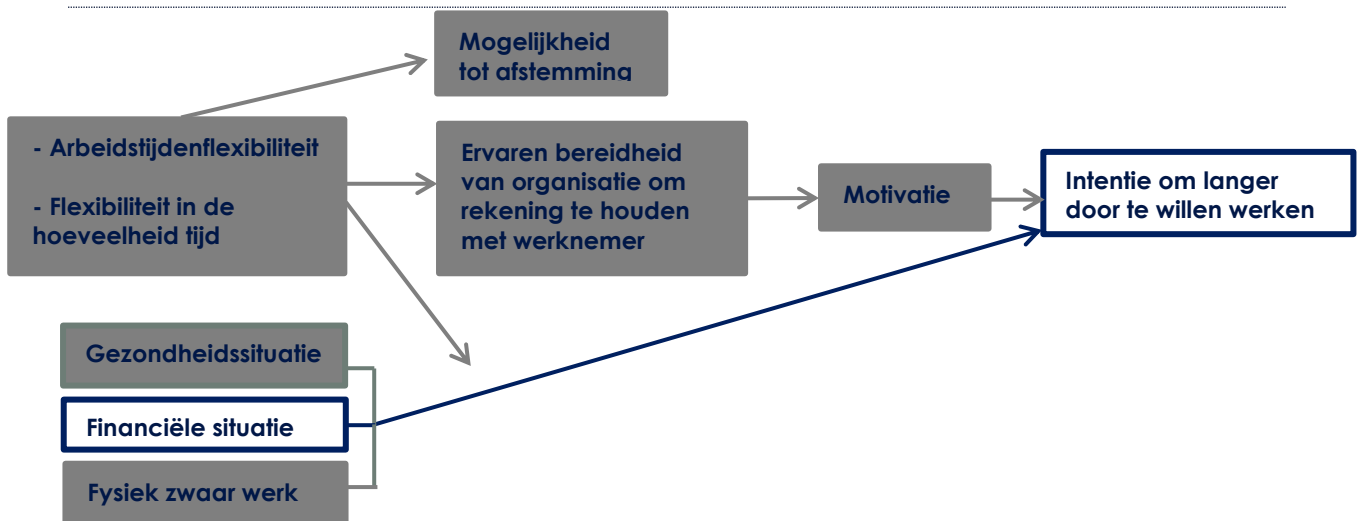 Mogelijkheid
tot afstemming
- Arbeidstijdenflexibiliteit
- Flexibiliteit in de
hoeveelheid tijd
Ervaren bereidheid
van organisatie om
rekening te houden
met werknemer
Motivatie
Intentie om langer
door te willen werken
Gezondheidssituatie
Financiële situatie
Fysiek zwaar werk